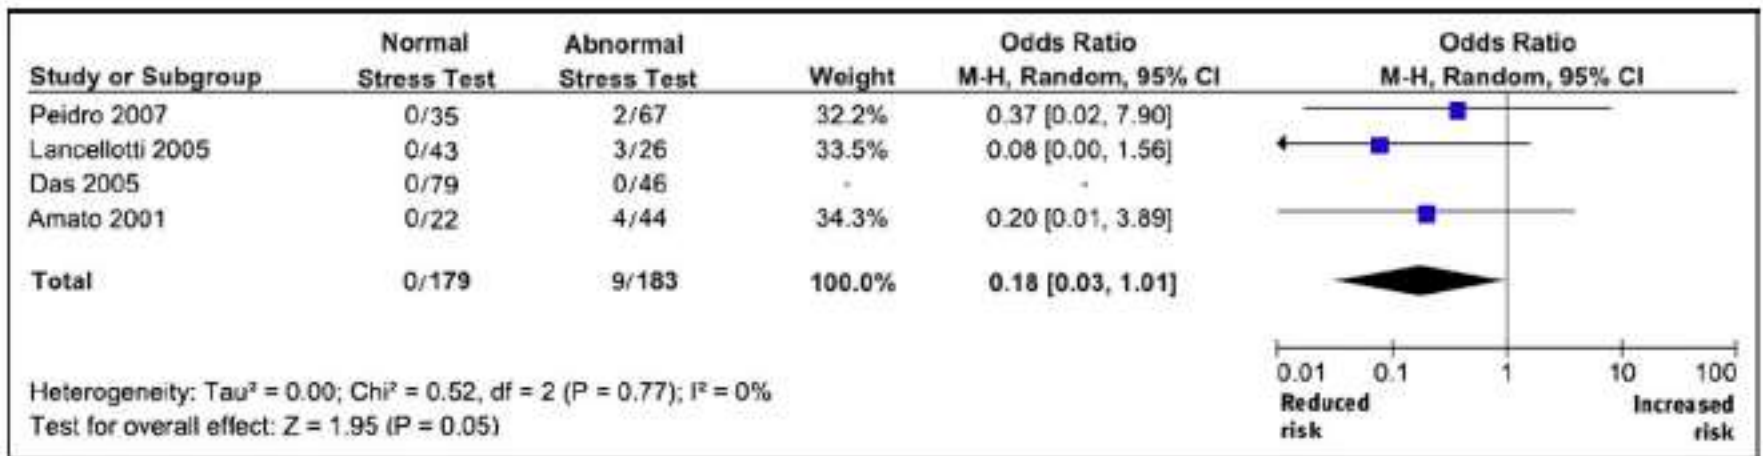 Normal Abnormal Odds Ratio Odds Ratio
Study or Subgroup Stress Test Stress Test Weight M-H, Random, 95% CI M-H, Random, 95% CI
Peidro 2007 0/35 2/67 32.2% 0.37 [0.02, 7.90]
Lancellotti 2005 0/43 3/26 33.5% 0.08 [0.00, 1.56]
Das 2005 0/79 0/46 - -
Amato 2001 0/22 4/44 34.3% 0.20 [0.01, 3.89]
Total 0/179 9/183 100.0% 0.18 [0.03, 1.01]
Heterogeneity: Tau² = 0.00; Chi² = 0.52, df = 2 (P = 0.77); I² = 0%
Test for overall effect: Z = 1.95 (P = 0.05)
0.01 0.1 1 10 100
Reduced Increased
risk risk